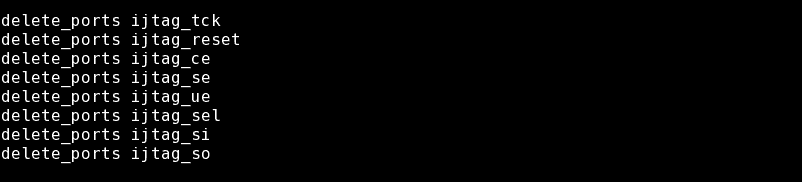 delete_ports ijtag_tck
delete_ports ijtag_reset
delete_ports ijtag_ce
delete_ports ijtag_se
delete_ports ijtag_ue
delete_ports ijtag_sel
delete_ports ijtag_si
delete_ports ijtag_so